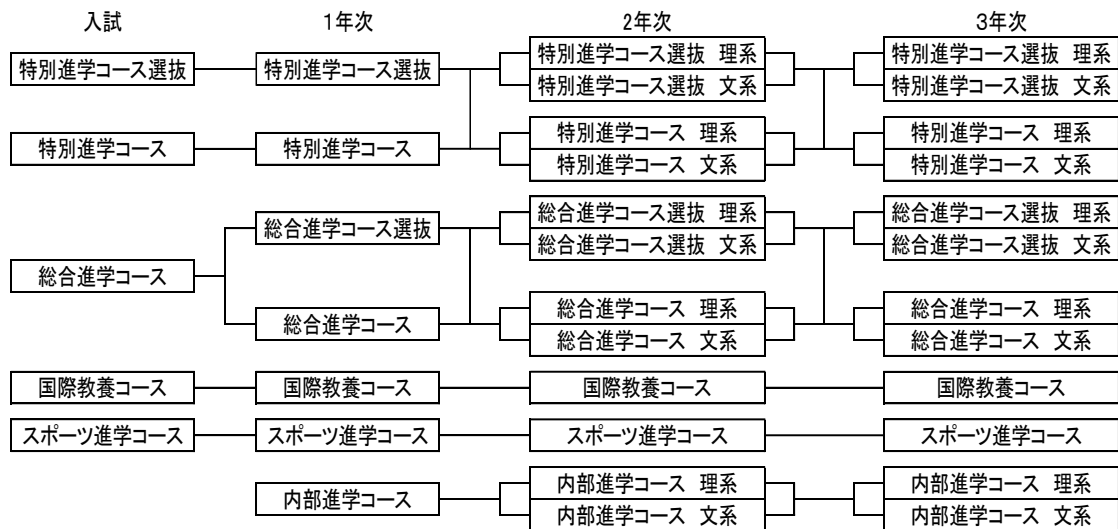 入試 1年次 2年次 3年次
特別進学コース選抜 特別進学コース選抜 特別進学コース選抜 理系 特別進学コース選抜 理系
特別進学コース選抜 文系 特別進学コース選抜 文系
特別進学コース 特別進学コース 特別進学コース 理系 特別進学コース 理系
特別進学コース 文系 特別進学コース 文系
総合進学コース選抜 総合進学コース選抜 理系 総合進学コース選抜 理系
総合進学コース選抜 文系 総合進学コース選抜 文系
総合進学コース
総合進学コース 総合進学コース 理系 総合進学コース 理系
総合進学コース 文系 総合進学コース 文系
国際教養コース 国際教養コース 国際教養コース 国際教養コース
スポーツ進学コース スポーツ進学コース スポーツ進学コース スポーツ進学コース
内部進学コース 内部進学コース 理系 内部進学コース 理系
内部進学コース 文系 内部進学コース 文系